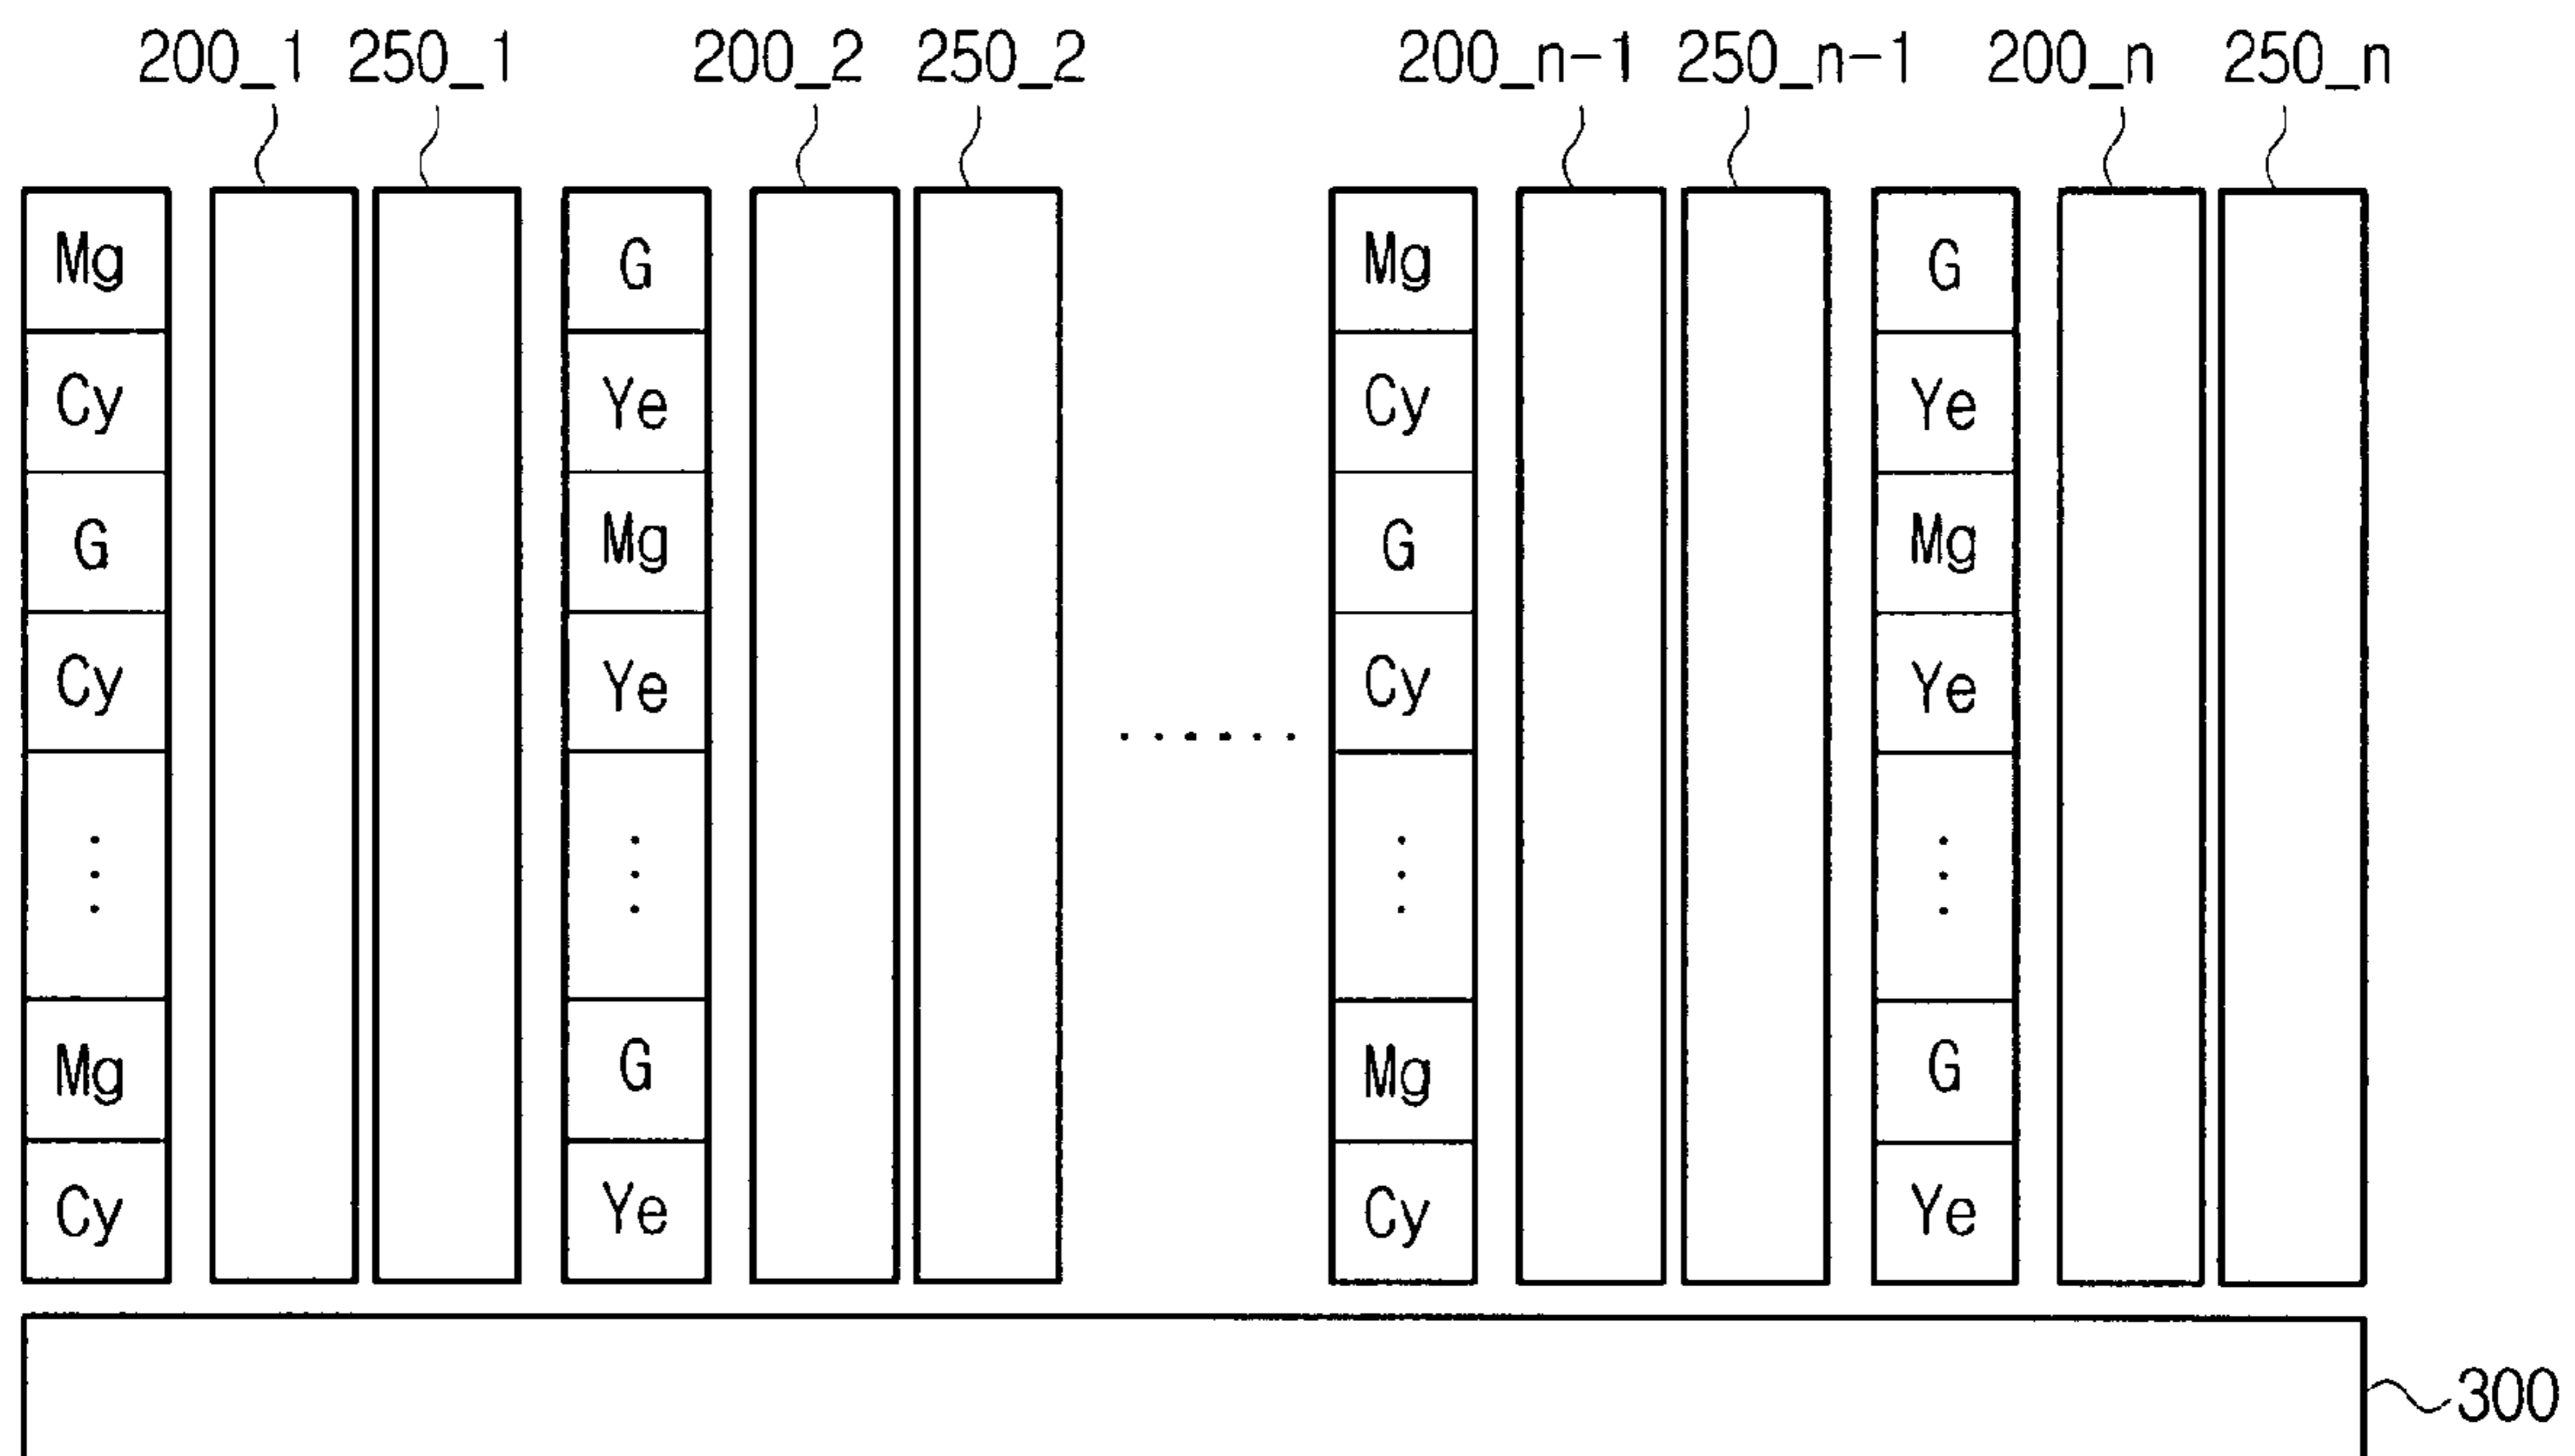 200_1 250_1 200_2 250_2 200_n-1 250_n-1 200_n 250_n
Mg G Mg G
Cy Ye Cy Ye
G Mg G Mg
Cy Ye Cy Ye
......
Mg G Mg G
Cy Ye Cy Ye
300